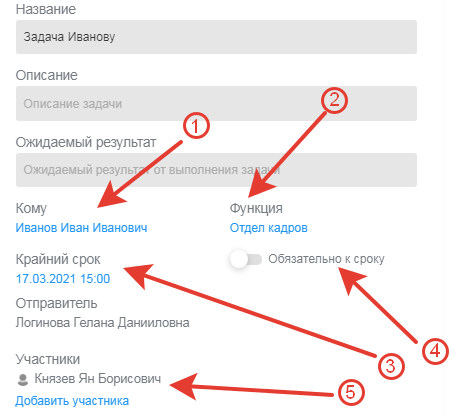 Название
Задача Иванову
Описание
Описание задачи
1
2
Ожидаемый результат
Ожидаемый результат от выполнения задачи
Кому
Функция
Иванов Иван Иванович
Отдел кадров
Крайний срок
Обязательно к сроку
17.03.2021 15:00
Отправитель
Логинова Гелана Данииловна
4
3
Участники
Князев Ян Борисович
5
Добавить участника